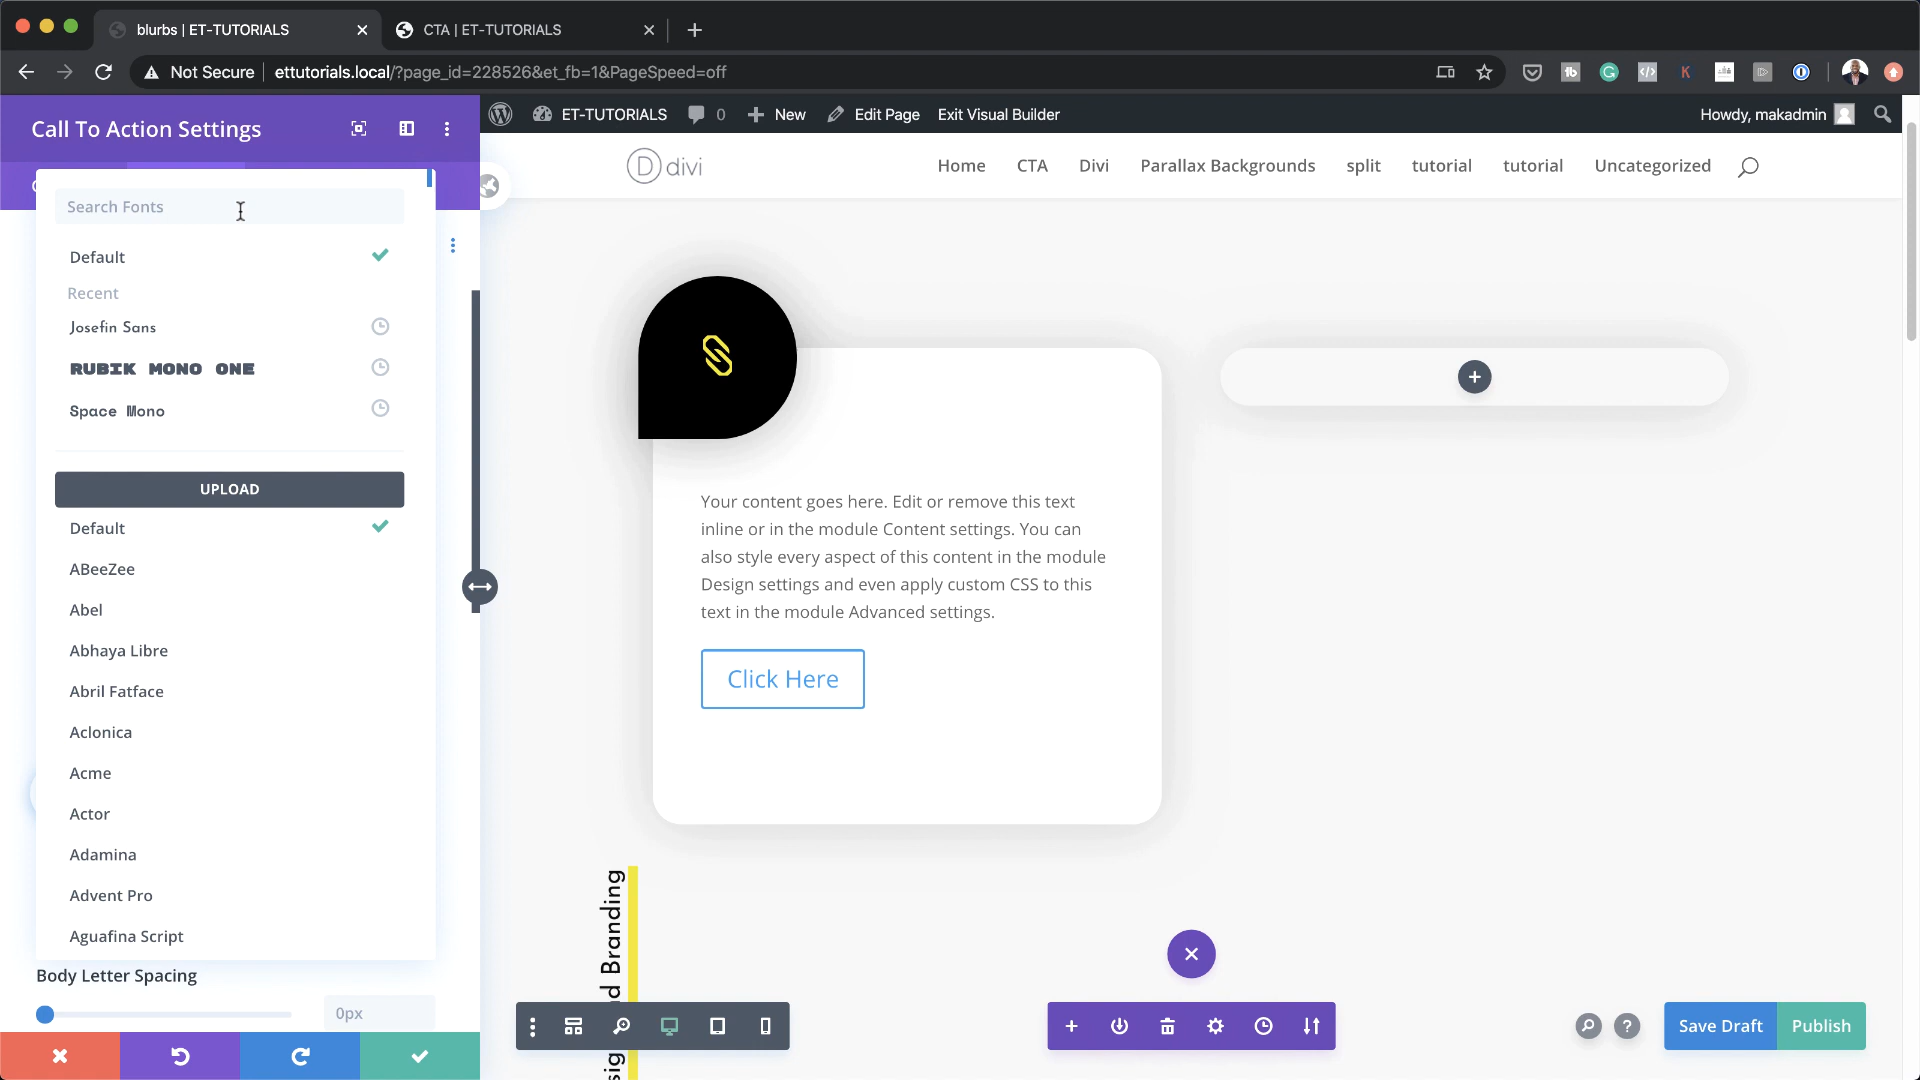 blurbs | ET-TUTORIALS
CTA | ET-TUTORIALS
Not Secure
ettutorials.local/?page_id=228526&et_fb=1&PageSpeed=off
Call To Action Settings
ET-TUTORIALS
0
New
Edit Page
Exit Visual Builder
Howdy, makadmin
divi
Home
CTA
Divi
Parallax Backgrounds
split
tutorial
tutorial
Uncategorized
Search Fonts
Default
Recent
Josefin Sans
RUBIK MONO ONE
Space Mono
UPLOAD
Default
ABeeZee
Abel
Abhaya Libre
Abril Fatface
Aclonica
Acme
Actor
Adamina
Advent Pro
Aguafina Script
Body Letter Spacing
0px
Your content goes here. Edit or remove this text
inline or in the module Content settings. You can
also style every aspect of this content in the module
Design settings and even apply custom CSS to this
text in the module Advanced settings.
Click Here
Branding
Save Draft
Publish